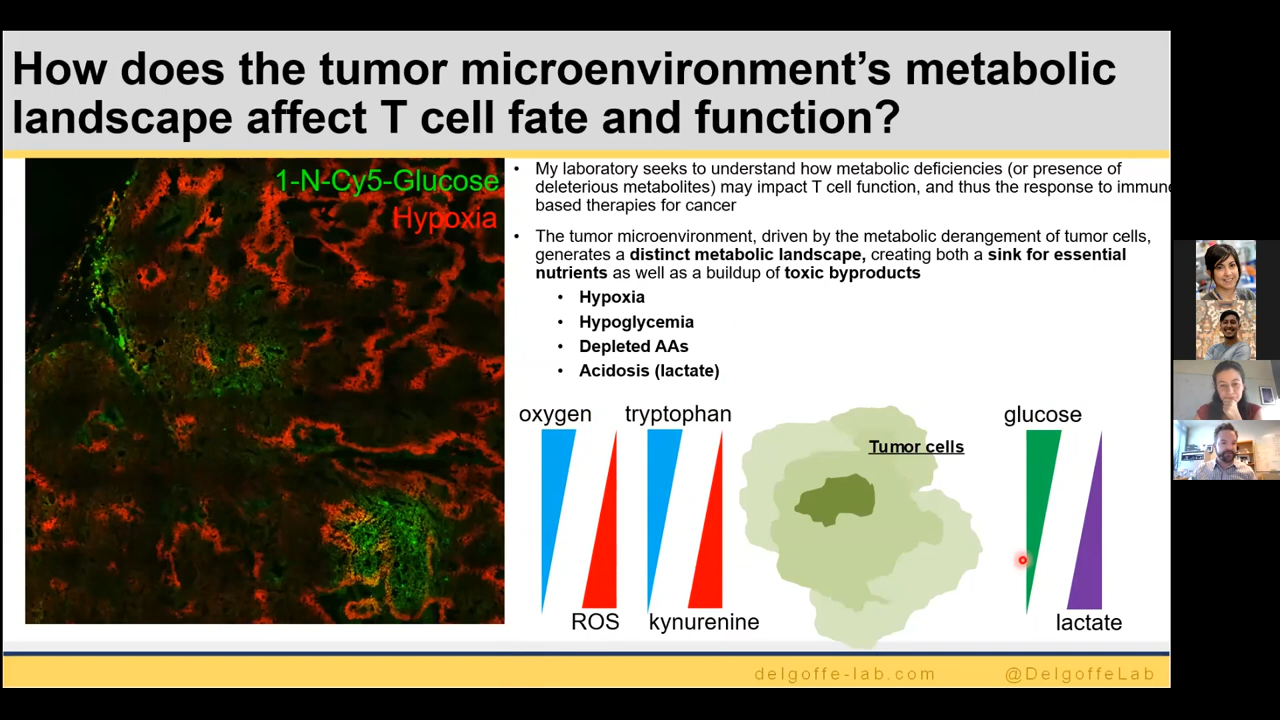 How does the tumor microenvironment’s metabolic
landscape affect T cell fate and function?
1-N-Cy5-Glucose
Hypoxia
• My laboratory seeks to understand how metabolic deficiencies (or presence of
deleterious metabolites) may impact T cell function, and thus the response to immune
based therapies for cancer
• The tumor microenvironment, driven by the metabolic derangement of tumor cells,
generates a distinct metabolic landscape, creating both a sink for essential
nutrients as well as a buildup of toxic byproducts
• Hypoxia
• Hypoglycemia
• Depleted AAs
• Acidosis (lactate)
oxygen tryptophan glucose
Tumor cells
ROS kynurenine lactate
delgoffe-lab.com @DelgoffeLab